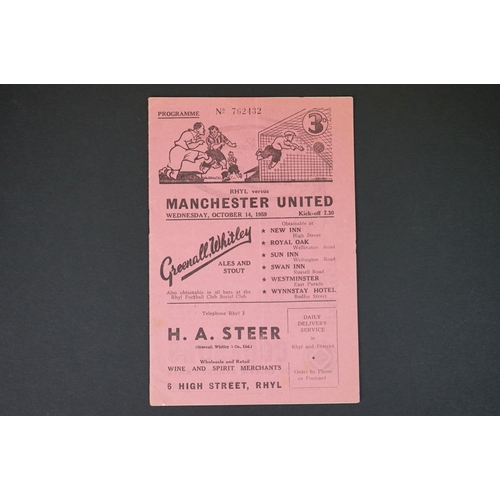 PROGRAMME
No 762432
3D
RHYL versus
MANCHESTER UNITED
WEDNESDAY, OCTOBER 14, 1959 Kick-off 7.30
Greenall, Whitley
ALES AND
STOUT
Also obtainable in all bars at the
Rhyl Football Club Social Club
Obtainable at
★ NEW INN
High Street
★ ROYAL OAK
Wellington Road
★ SUN INN
Wellington Road
★ SWAN INN
Russell Road
★ WESTMINSTER
East Parade
★ WYNNSTAY HOTEL
Bodfor Street
Telephone Rhyl 2
H. A. STEER
(Greenall, Whitley & Co., Ltd.)
Wholesale and Retail
WINE AND SPIRIT MERCHANTS
6 HIGH STREET, RHYL
DAILY
DELIVERY
SERVICE
in
Rhyl and District
Order by Phone
or Postcard